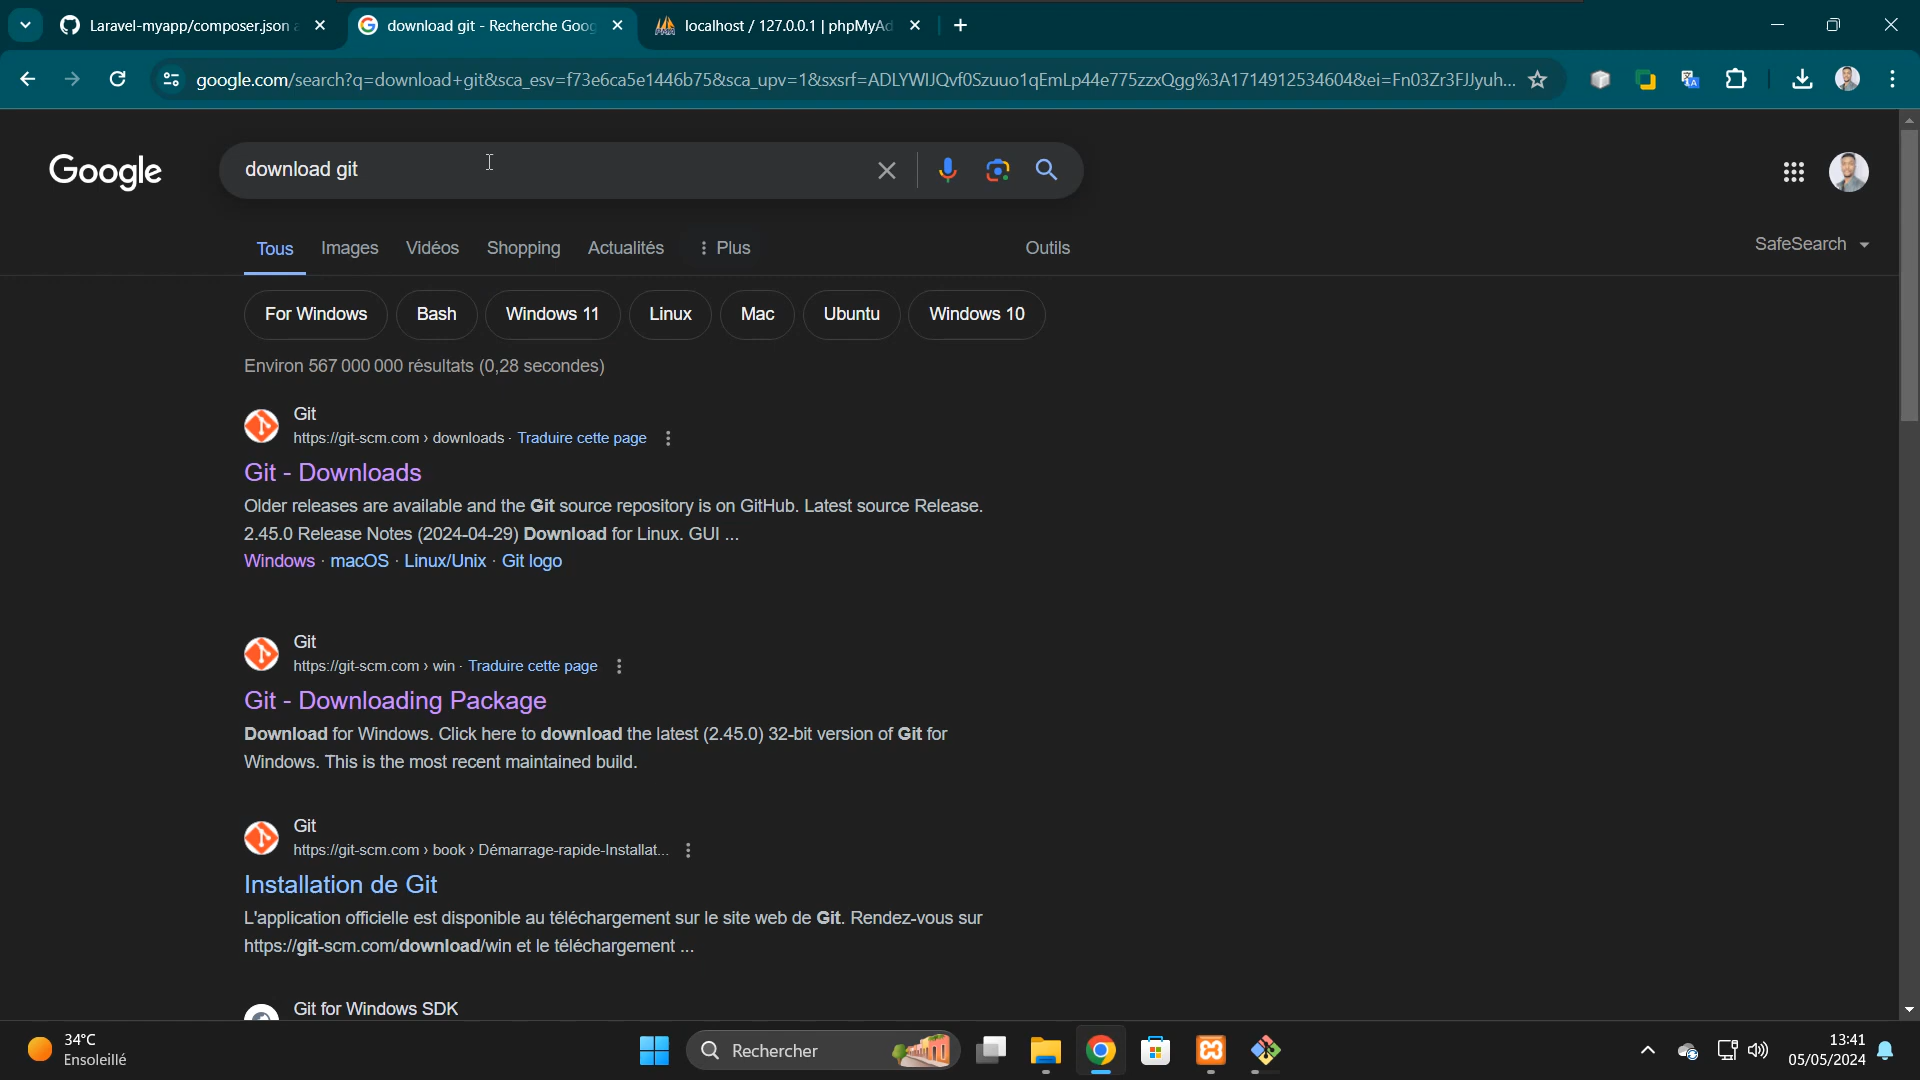 Laravel-myapp/composer.json
download git - Recherche Goog
localhost / 127.0.0.1 | phpMyAd
google.com/search?q=download+git&sca_esv=f73e6ca5e1446b75&sca_upv=1&sxsrf=ADLYWIJQvf0Szuuo1qEmLp44e775zzxQgg%3A1714912534604&ei=Fn03Zr3FJJyuh...
Google
download git
Tous Images Vidéos Shopping Actualités Plus Outils SafeSearch
For Windows Bash Windows 11 Linux Mac Ubuntu Windows 10
Environ 567 000 000 résultats (0,28 secondes)
Git
https://git-scm.com › downloads · Traduire cette page
Git - Downloads
Older releases are available and the Git source repository is on GitHub. Latest source Release.
2.45.0 Release Notes (2024-04-29) Download for Linux. GUI ...
Windows · macOS · Linux/Unix · Git logo
Git
https://git-scm.com › win · Traduire cette page
Git - Downloading Package
Download for Windows. Click here to download the latest (2.45.0) 32-bit version of Git for
Windows. This is the most recent maintained build.
Git
https://git-scm.com › book › Démarrage-rapide-Installat...
Installation de Git
L'application officielle est disponible au téléchargement sur le site web de Git. Rendez-vous sur
https://git-scm.com/download/win et le téléchargement ...
Git for Windows SDK
34°C
Ensoleillé
Rechercher
13:41
05/05/2024